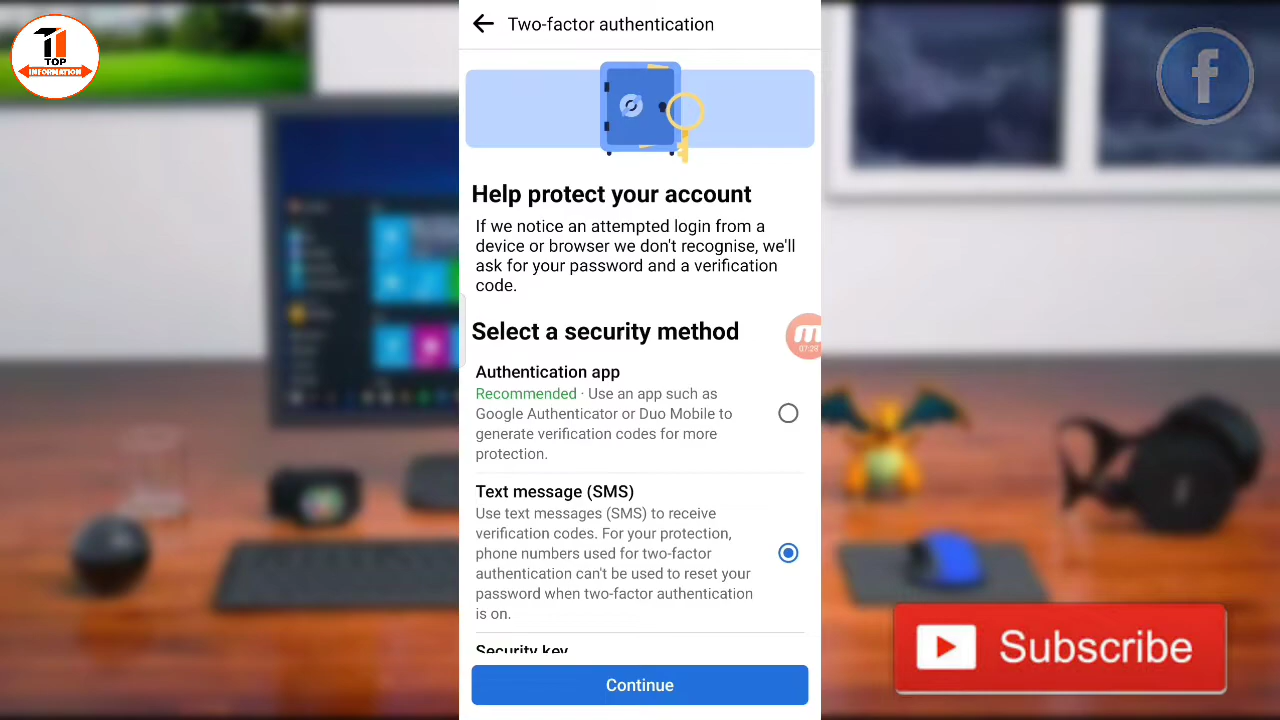 TOP
INFORMATION
f
Two-factor authentication
Help protect your account
If we notice an attempted login from a
device or browser we don't recognise, we'll
ask for your password and a verification
code.
Select a security method
07:29
Authentication app
Recommended · Use an app such as
Google Authenticator or Duo Mobile to
generate verification codes for more
protection.
Text message (SMS)
Use text messages (SMS) to receive
verification codes. For your protection,
phone numbers used for two-factor
authentication can't be used to reset your
password when two-factor authentication
is on.
Security key
Continue
Subscribe